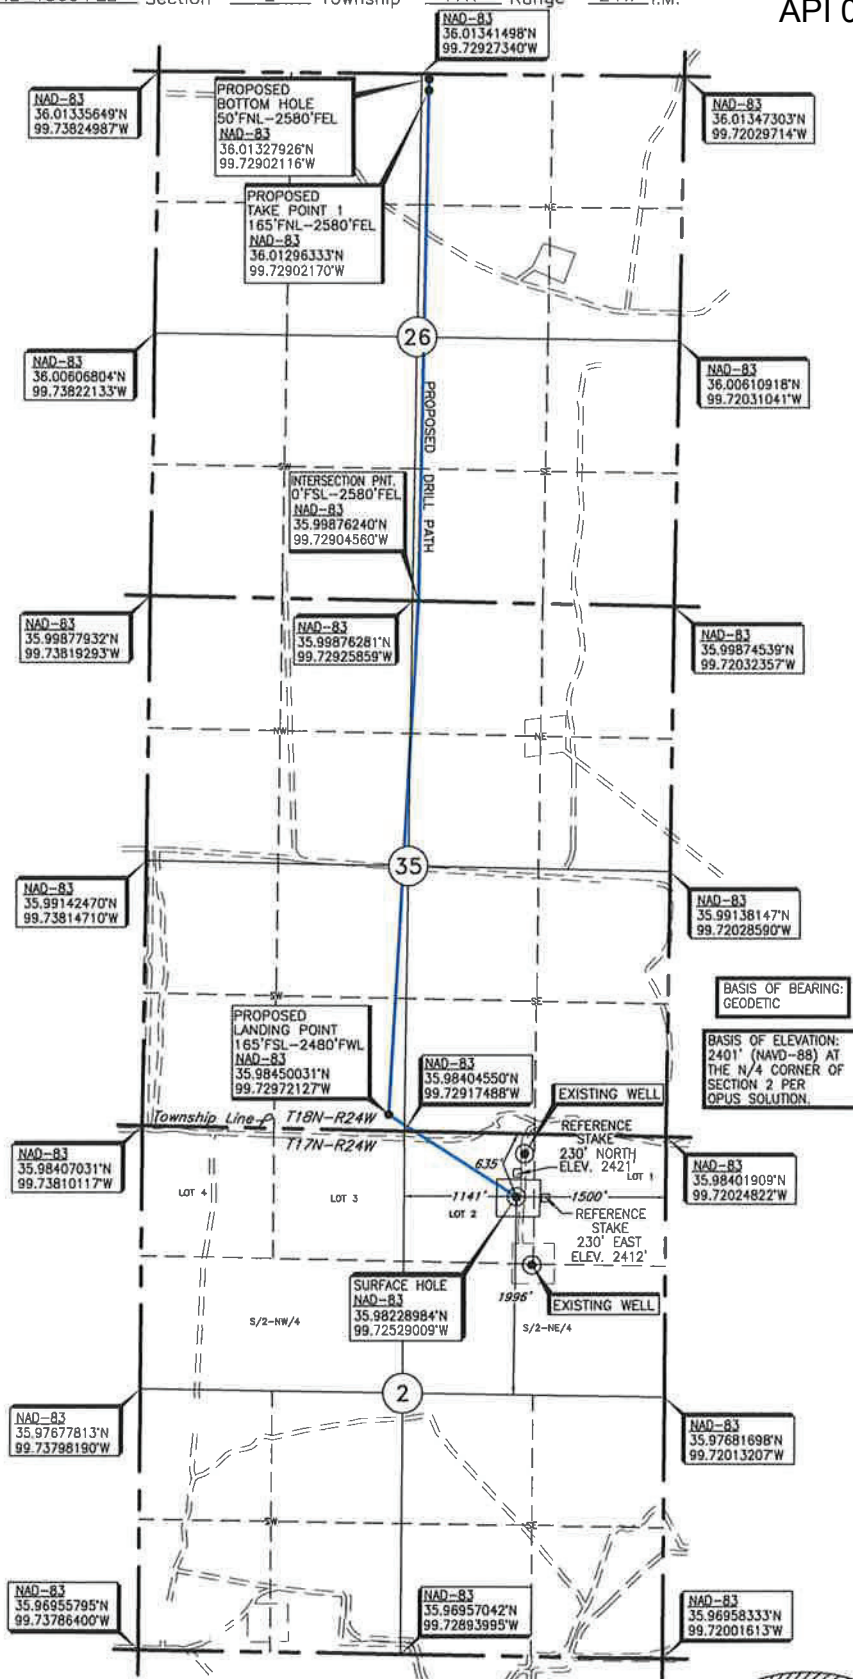 API 0
NAD-83
36.01341498°N
99.72927340°W
NAD-83
36.01335649°N
99.73824987°W
PROPOSED
BOTTOM HOLE
50'FNL-2580'FEL
NAD-83
36.01327926°N
99.72902116°W
NAD-83
36.01347303°N
99.72029714°W
PROPOSED
TAKE POINT 1
165'FNL-2580'FEL
NAD-83
36.01296333°N
99.72902170°W
NE
26
NAD-83
36.00606804°N
99.73822133°W
NAD-83
36.00610918°N
99.72031041°W
PROPOSED DRILL PATH
SW
SE
INTERSECTION PNT.
0'FSL-2580'FEL
NAD-83
35.99876240°N
99.72904560°W
NAD-83
35.99877932°N
99.73819293°W
NAD-83
35.99876281°N
99.72925859°W
NAD-83
35.99874539°N
99.72032357°W
NW
NE
35
NAD-83
35.99142470°N
99.73814710°W
NAD-83
35.99138147°N
99.72028590°W
SW
SE
BASIS OF BEARING:
GEODETIC
PROPOSED
LANDING POINT
165'FSL-2480'FWL
NAD-83
35.98450031°N
99.72972127°W
BASIS OF ELEVATION:
2401' (NAVD-88) AT
THE N/4 CORNER OF
SECTION 2 PER
OPUS SOLUTION.
NAD-83
35.98404550°N
99.72917488°W
EXISTING WELL
Township Line
T18N-R24W
T17N-R24W
REFERENCE
STAKE
230' NORTH
ELEV. 2421'
NAD-83
35.98407031°N
99.73810117°W
NAD-83
35.98401909°N
99.72024822°W
635'
LOT 1
LOT 4
LOT 3
1141'
1500'
LOT 2
REFERENCE
STAKE
230' EAST
ELEV. 2412'
SURFACE HOLE
NAD-83
35.98228984°N
99.72529009°W
1996'
EXISTING WELL
S/2-NW/4
S/2-NE/4
2
NAD-83
35.97677813°N
99.73798190°W
NAD-83
35.97681698°N
99.72013207°W
SW
SE
NAD-83
35.96955795°N
99.73786400°W
NAD-83
35.96957042°N
99.72893995°W
NAD-83
35.96958333°N
99.72001613°W